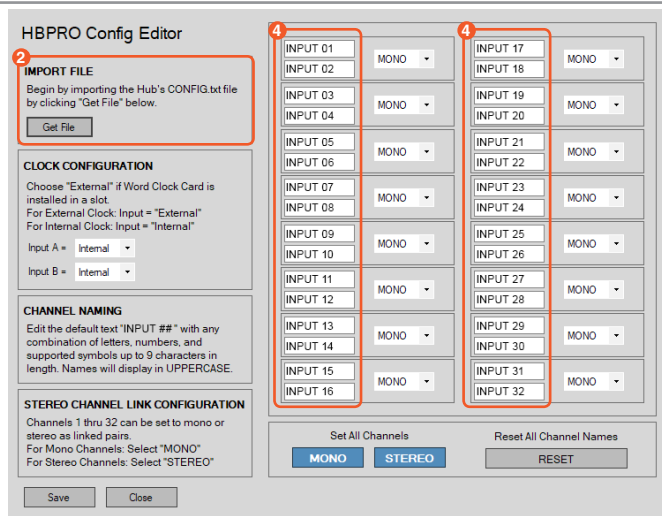 HBPRO Config Editor
2
IMPORT FILE
Begin by importing the Hub's CONFIG.txt file
by clicking "Get File" below.
Get File
CLOCK CONFIGURATION
Choose "External" if Word Clock Card is
installed in a slot.
For External Clock: Input = "External"
For Internal Clock: Input = "Internal"
Input A = Internal
Input B = Internal
CHANNEL NAMING
Edit the default text "INPUT ##" with any
combination of letters, numbers, and
supported symbols up to 9 characters in
length. Names will display in UPPERCASE.
STEREO CHANNEL LINK CONFIGURATION
Channels 1 thru 32 can be set to mono or
stereo as linked pairs.
For Mono Channels: Select "MONO"
For Stereo Channels: Select "STEREO"
Save Close
4
INPUT 01
INPUT 02
MONO
INPUT 03
INPUT 04
MONO
INPUT 05
INPUT 06
MONO
INPUT 07
INPUT 08
MONO
INPUT 09
INPUT 10
MONO
INPUT 11
INPUT 12
MONO
INPUT 13
INPUT 14
MONO
INPUT 15
INPUT 16
MONO
4
INPUT 17
INPUT 18
MONO
INPUT 19
INPUT 20
MONO
INPUT 21
INPUT 22
MONO
INPUT 23
INPUT 24
MONO
INPUT 25
INPUT 26
MONO
INPUT 27
INPUT 28
MONO
INPUT 29
INPUT 30
MONO
INPUT 31
INPUT 32
MONO
Set All Channels
MONO STEREO
Reset All Channel Names
RESET